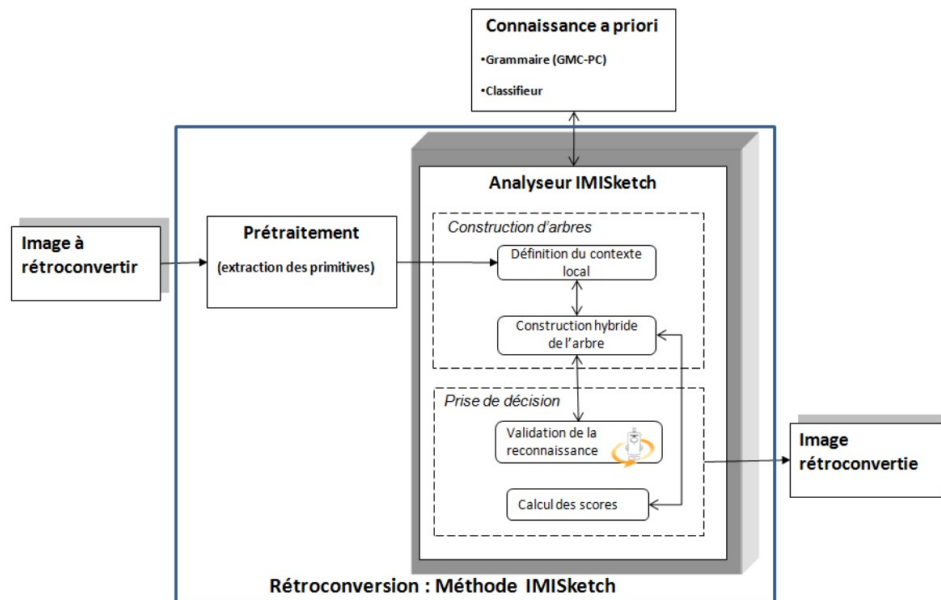 Connaissance a priori
•Grammaire (GMC-PC)
•Classifieur
Analyseur IMISketch
Construction d'arbres
Image à
rétroconvertir
Prétraitement
(extraction des primitives)
Définition du contexte
local
Construction hybride
de l'arbre
Prise de décision
Validation de la
reconnaissance
Image
rétroconvertie
Calcul des scores
Rétroconversion : Méthode IMISketch